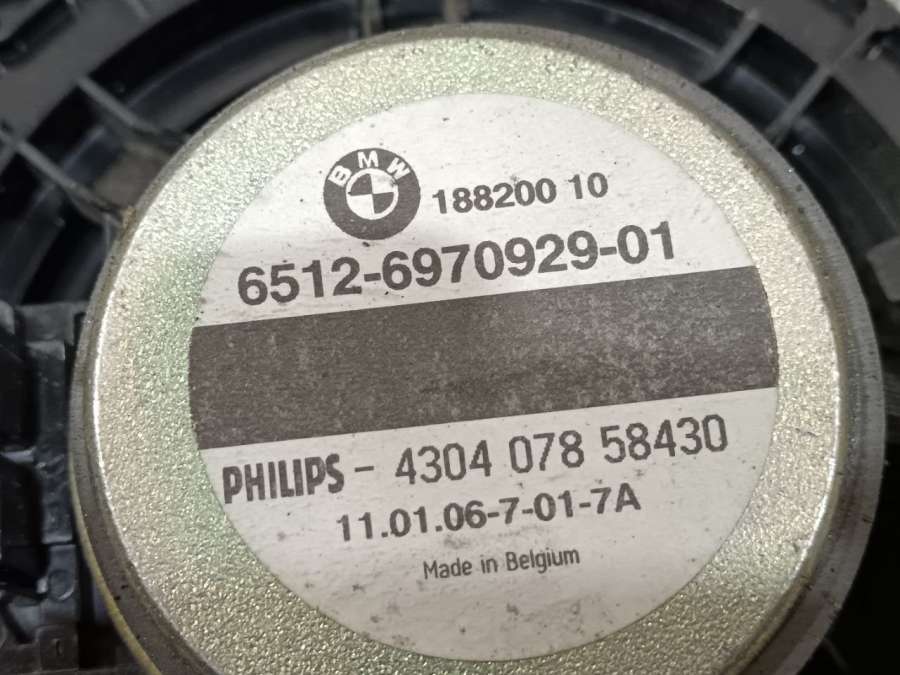 BMW
188200 10
6512-6970929-01
PHILIPS - 4304 078 58430
11.01.06-7-01-7A
Made in Belgium